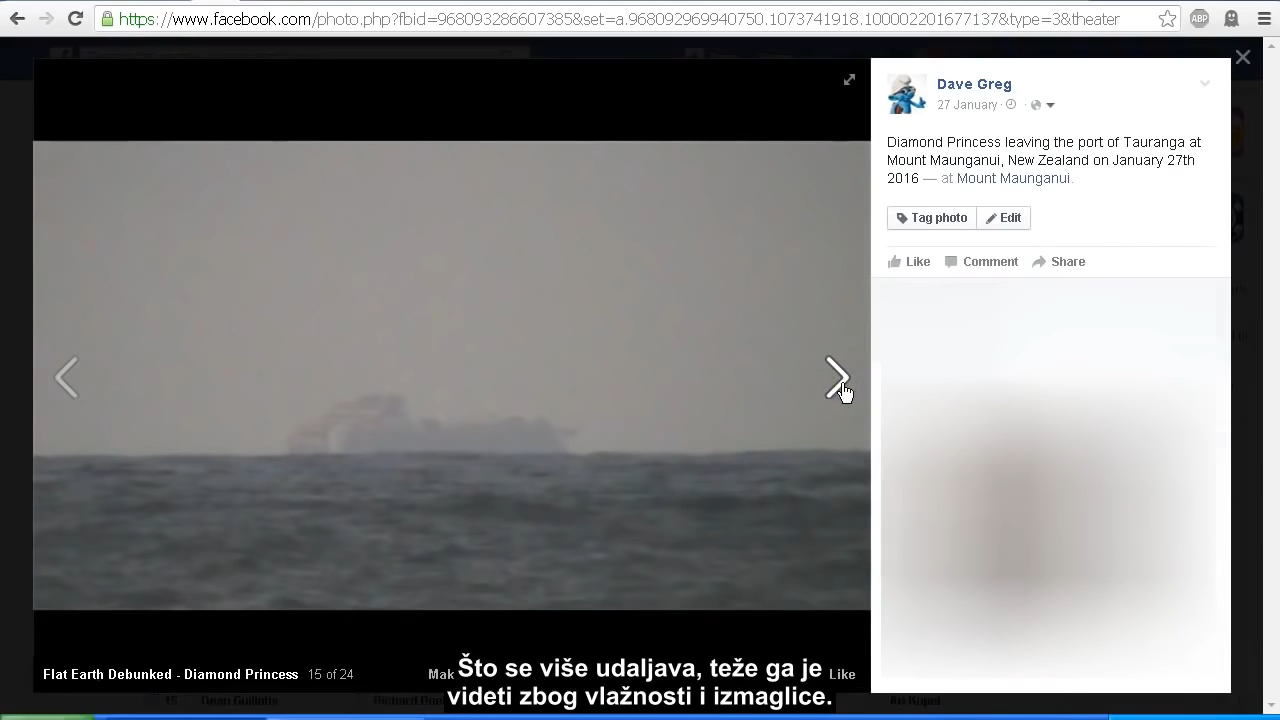 https://www.facebook.com/photo.php?fbid=968093286607385&set=a.968092969940750.1073741918.100002201677137&type=3&theater
ABP
Dave Greg
27 January
Diamond Princess leaving the port of Tauranga at
Mount Maunganui, New Zealand on January 27th
2016 — at Mount Maunganui.
Tag photo
Edit
Like Comment Share
Flat Earth Debunked - Diamond Princess 15 of 24
Like
Što se više udaljava, teže ga je
videti zbog vlažnosti i izmaglice.